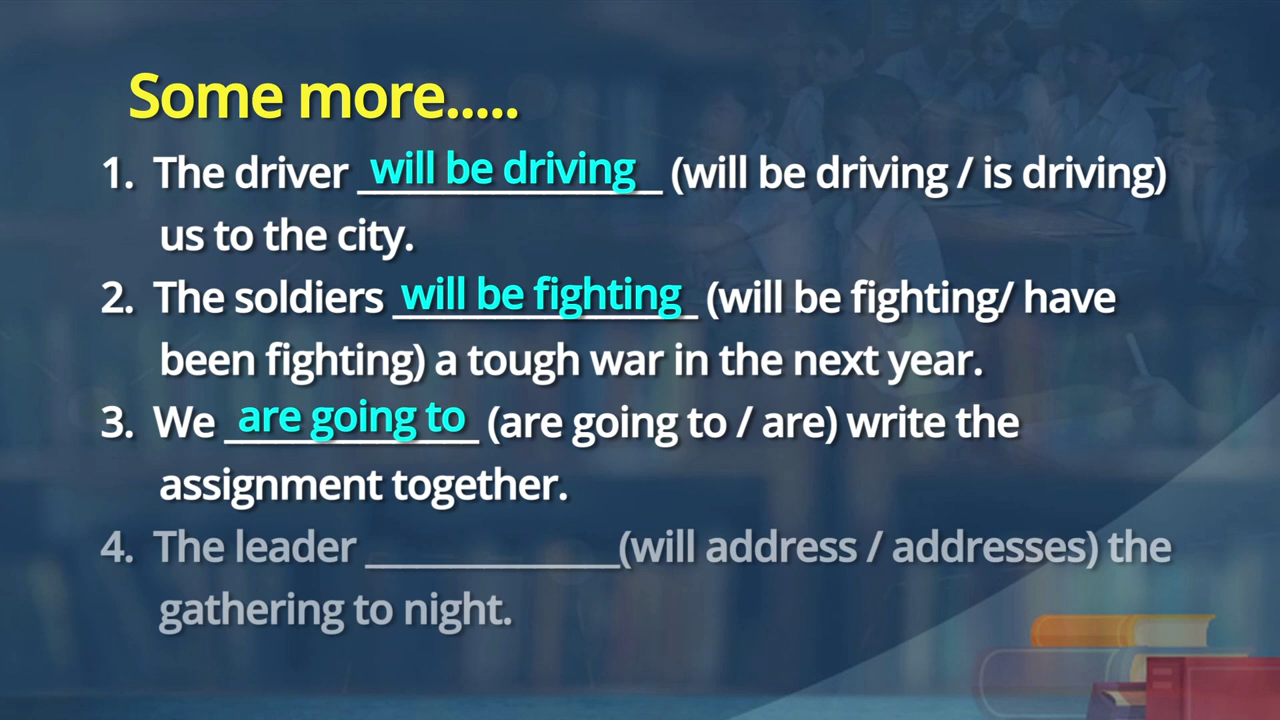 Some more.....
1. The driver will be driving (will be driving / is driving)
us to the city.
2. The soldiers will be fighting (will be fighting/ have
been fighting) a tough war in the next year.
3. We are going to (are going to / are) write the
assignment together.
4. The leader ______________(will address / addresses) the
gathering to night.